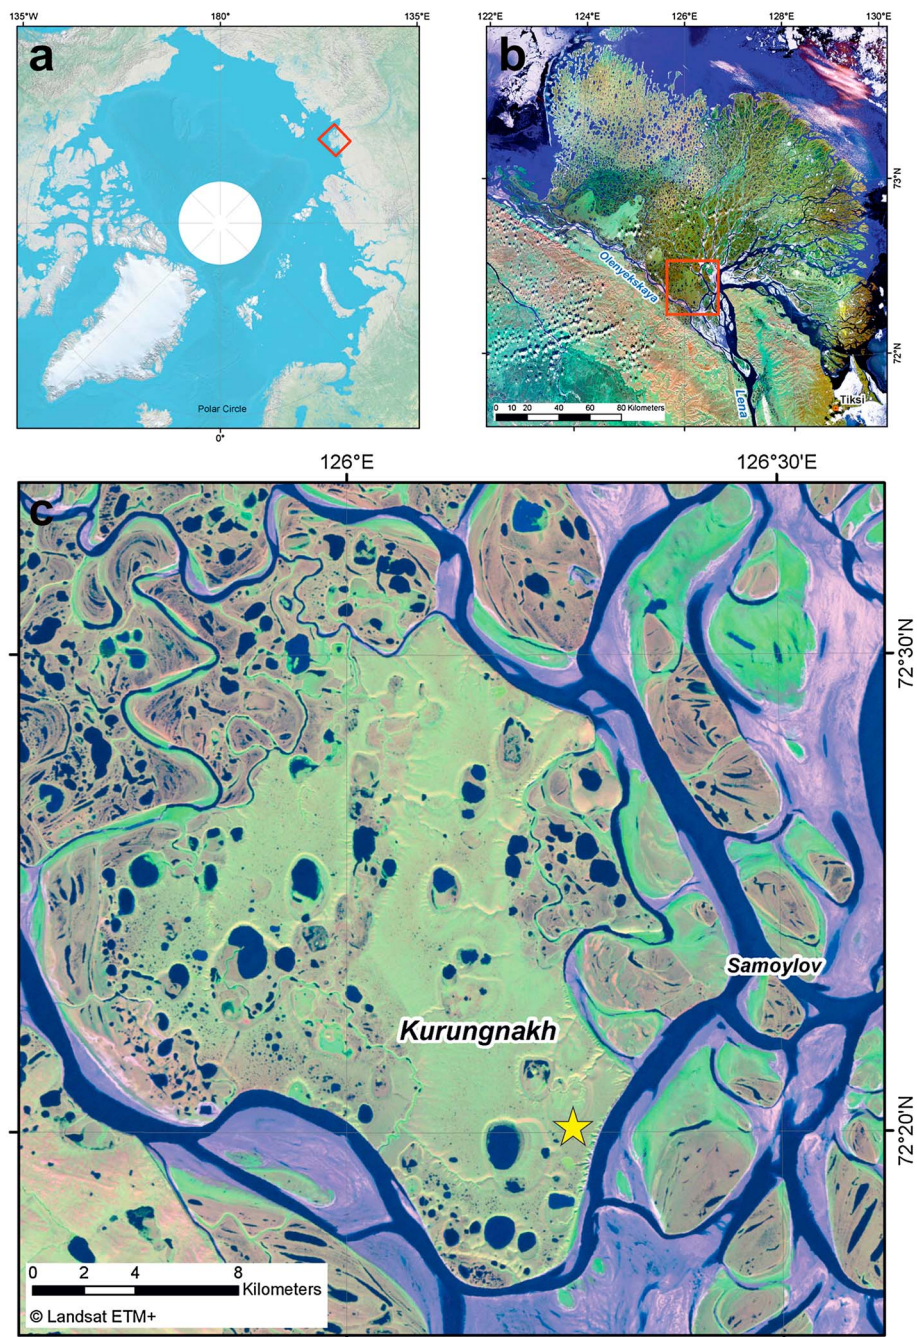 135°W 180° 135°E
a
Polar Circle
0°
122°E 124°E 126°E 128°E 130°E
b
73°N
Olenyekskaya
72°N
Tiksi
Lena
0 10 20 40 60 80 Kilometers
126°E 126°30'E
c
72°30'N
Samoylov
Kurungnakh
72°20'N
0 2 4 8
Kilometers
© Landsat ETM+